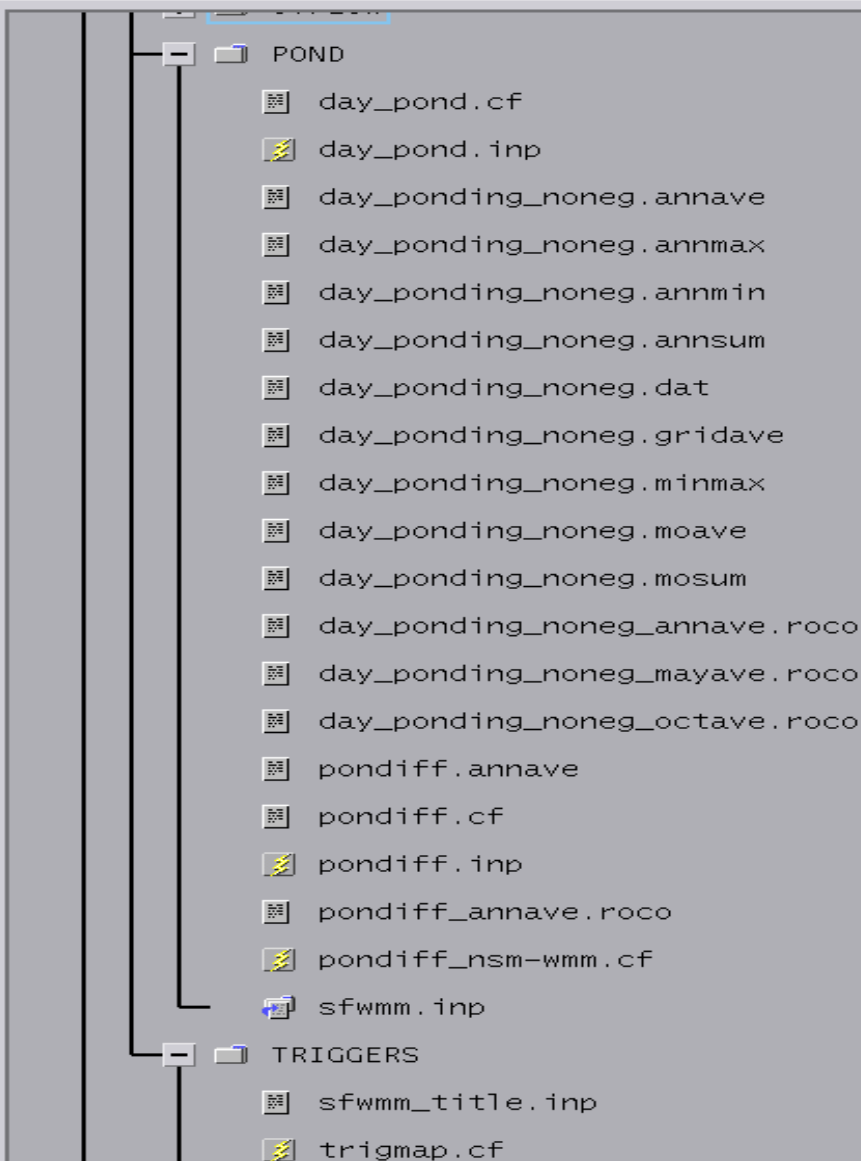 POND
day_pond.cf
day_pond.inp
day_ponding_noneg.annave
day_ponding_noneg.annmax
day_ponding_noneg.annmin
day_ponding_noneg.annsum
day_ponding_noneg.dat
day_ponding_noneg.gridave
day_ponding_noneg.minmax
day_ponding_noneg.moave
day_ponding_noneg.mosum
day_ponding_noneg_annave.roco
day_ponding_noneg_mayave.roco
day_ponding_noneg_octave.roco
pondiff.annave
pondiff.cf
pondiff.inp
pondiff_annave.roco
pondiff_nsm-wmm.cf
sfwmm.inp
TRIGGERS
sfwmm_title.inp
trigmap.cf